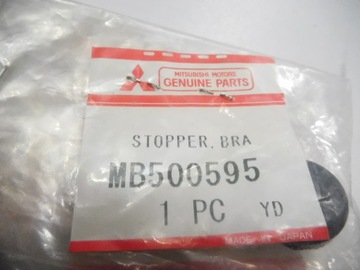 MITSUBISHI MOTORS
GENUINE PARTS
STOPPER, BRA
MB500595
1 PC YD
MADE IN JAPAN